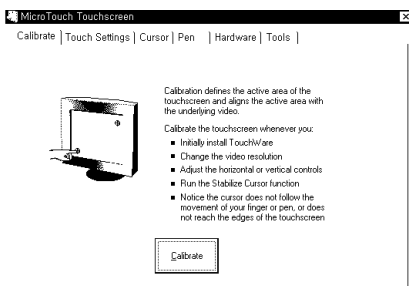 MicroTouch Touchscreen
Calibrate | Touch Settings | Cursor | Pen | Hardware | Tools |
Calibration defines the active area of the
touchscreen and aligns the active area with
the underlying video.
Calibrate the touchscreen whenever you:
■ Initially install TouchWare
■ Change the video resolution
■ Adjust the horizontal or vertical controls
■ Run the Stabilize Cursor function
■ Notice the cursor does not follow the
movement of your finger or pen, or does
not reach the edges of the touchscreen
Calibrate